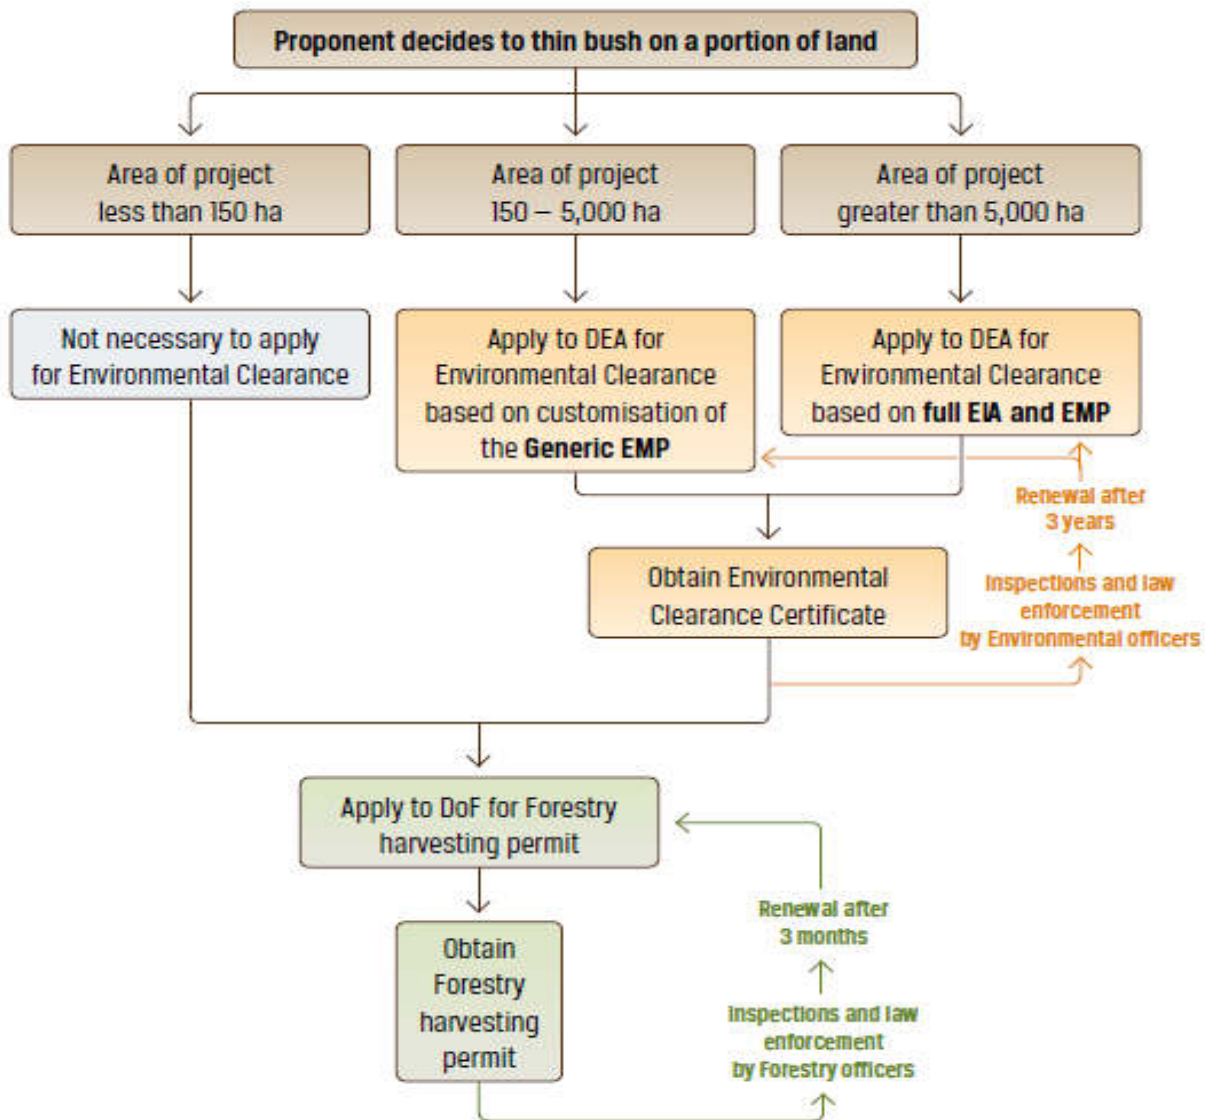 Proponent decides to thin bush on a portion of land
Area of project
less than 150 ha
Area of project
150 – 5,000 ha
Area of project
greater than 5,000 ha
Not necessary to apply
for Environmental Clearance
Apply to DEA for
Environmental Clearance
based on customisation of
the Generic EMP
Apply to DEA for
Environmental Clearance
based on full EIA and EMP
Renewal after
3 years
Inspections and law
enforcement
by Environmental officers
Obtain Environmental
Clearance Certificate
Apply to DoF for Forestry
harvesting permit
Renewal after
3 months
Inspections and law
enforcement
by Forestry officers
Obtain
Forestry
harvesting
permit